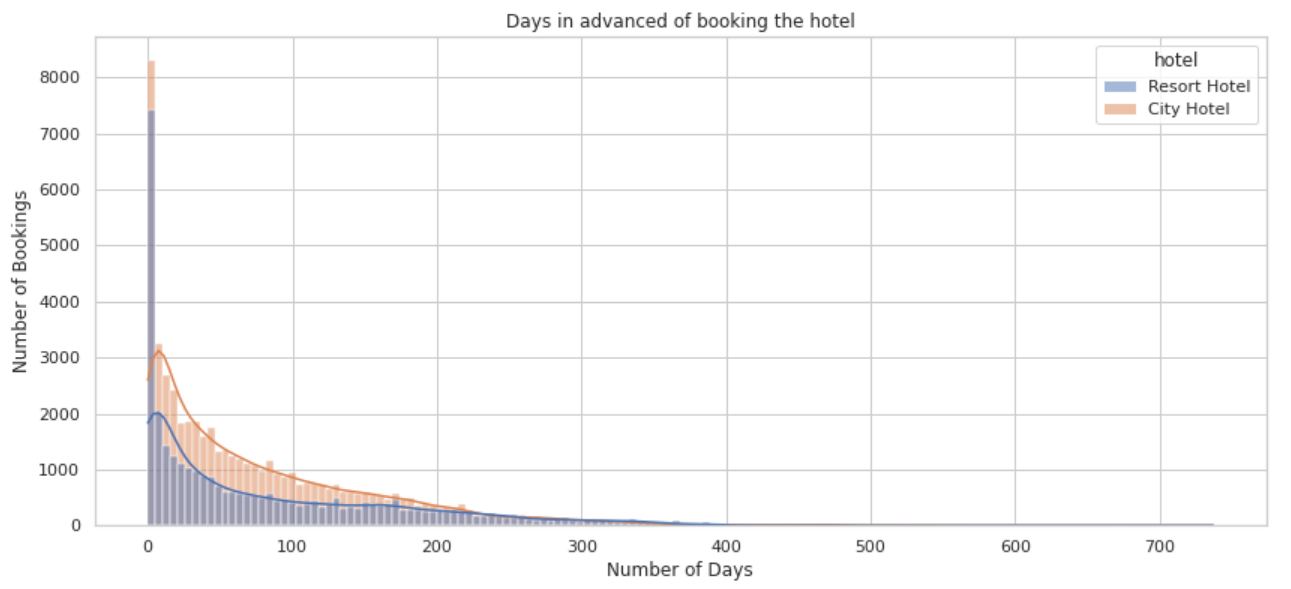 Days in advanced of booking the hotel
hotel
Resort Hotel
City Hotel
Number of Bookings
8000
7000
6000
5000
4000
3000
2000
1000
0
0 100 200 300 400 500 600 700
Number of Days